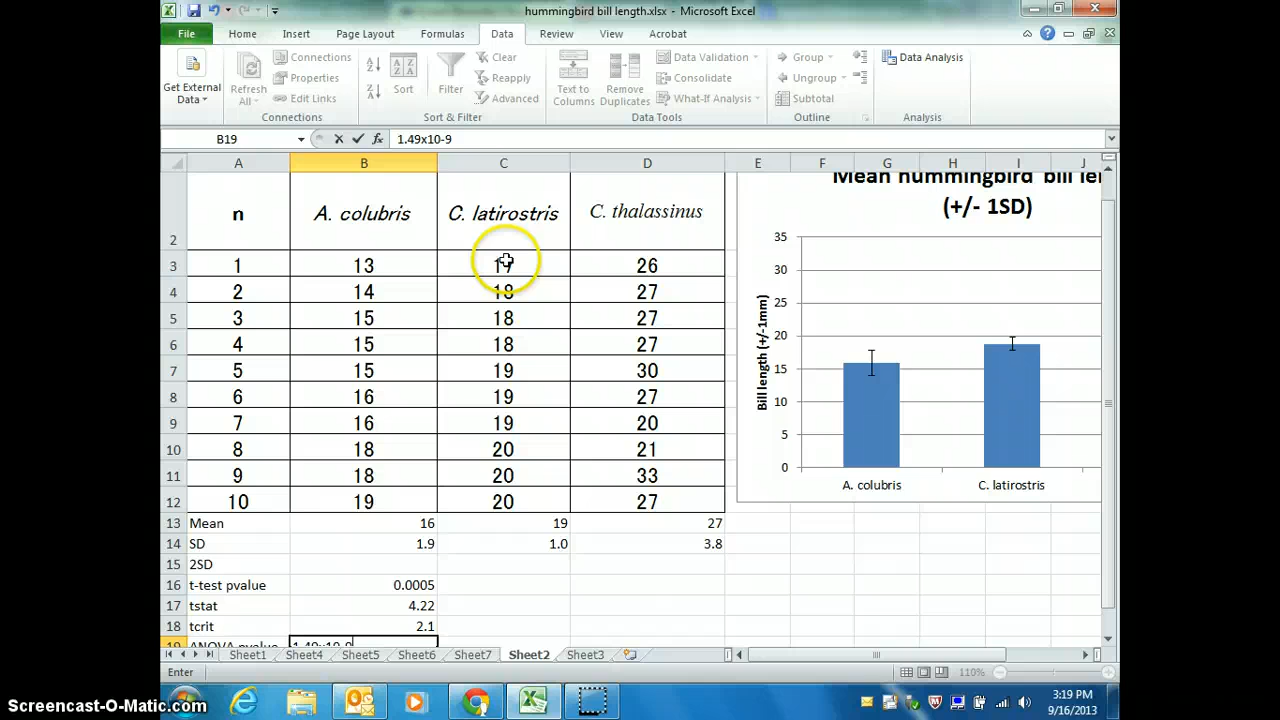 hummingbird bill length.xlsx - Microsoft Excel
File Home Insert Page Layout Formulas Data Review View Acrobat
Get External Data
Refresh All
Connections
Properties
Edit Links
Connections
Sort
Filter
Clear
Reapply
Advanced
Sort & Filter
Text to Columns
Remove Duplicates
Data Validation
Consolidate
What-If Analysis
Data Tools
Group
Ungroup
Subtotal
Outline
Data Analysis
Analysis
B19 fx 1.49x10-9
A B C D E F G H I J
2 n A. colubris C. latirostris C. thalassinus
3 1 13 26
4 2 14 18 27
5 3 15 18 27
6 4 15 18 27
7 5 15 19 30
8 6 16 19 27
9 7 16 19 20
10 8 18 20 21
11 9 18 20 33
12 10 19 20 27
13 Mean 16 19 27
14 SD 1.9 1.0 3.8
15 2SD
16 t-test pvalue 0.0005
17 tstat 4.22
18 tcrit 2.1
19 ANOVA pvalue 1.49x10-9
Mean hummingbird bill
(+/- 1SD)
Bill length (+/-1mm)
35
30
25
20
15
10
5
0
A. colubris C. latirostris
Sheet1 Sheet4 Sheet5 Sheet6 Sheet7 Sheet2 Sheet3
Enter 110%
3:19 PM
9/16/2013
Screencast-O-Matic.com